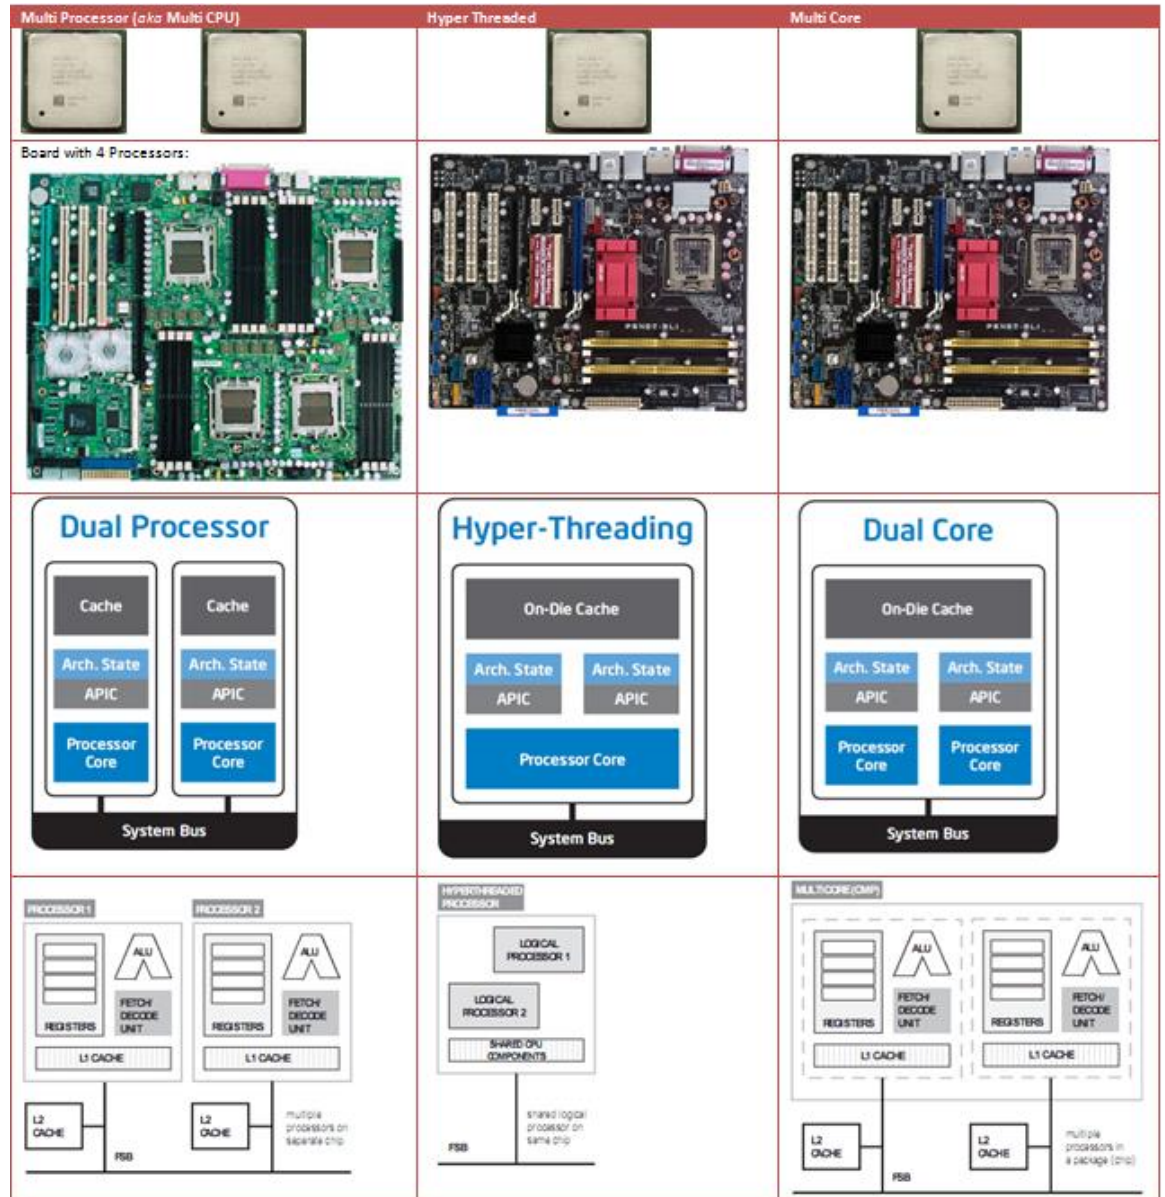 Multi Processor (aka Multi CPU)
Hyper Threaded
Multi Core
Board with 4 Processors:
P5ND2-SLI
P5ND2-SLI
Dual Processor
Cache
Cache
Arch. State
Arch. State
APIC
APIC
Processor
Core
Processor
Core
System Bus
Hyper-Threading
On-Die Cache
Arch. State
Arch. State
APIC
APIC
Processor Core
System Bus
Dual Core
On-Die Cache
Arch. State
Arch. State
APIC
APIC
Processor
Core
Processor
Core
System Bus
PROCESSOR 1
PROCESSOR 2
ALU
ALU
REGISTERS
FETCH/
DECODE
UNIT
REGISTERS
FETCH/
DECODE
UNIT
L1 CACHE
L1 CACHE
L2
CACHE
L2
CACHE
multiple
processors on
separate chip
FSB
HYPERTHREADED
PROCESSOR
LOGICAL
PROCESSOR 1
LOGICAL
PROCESSOR 2
SHARED CPU
COMPONENTS
shared logical
processor on
same chip
FSB
MULTICORE (CMP)
ALU
ALU
REGISTERS
FETCH/
DECODE
UNIT
REGISTERS
FETCH/
DECODE
UNIT
L1 CACHE
L1 CACHE
L2
CACHE
L2
CACHE
multiple
processors in
a package (chip)
FSB